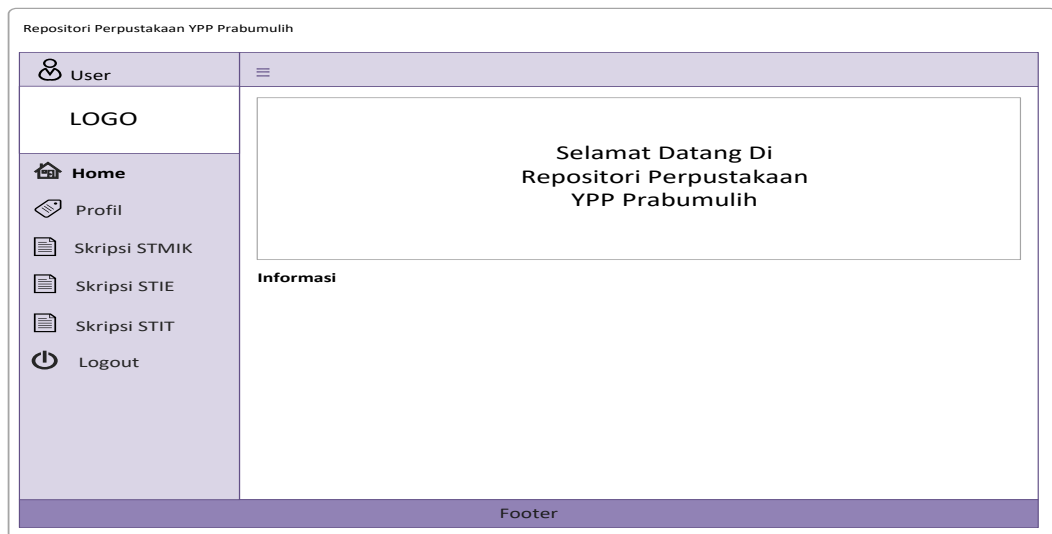 Repositori Perpustakaan YPP Prabumulih
User
LOGO
Home
Profil
Skripsi STMIK
Skripsi STIE
Skripsi STIT
Logout
Selamat Datang Di
Repositori Perpustakaan
YPP Prabumulih
Informasi
Footer